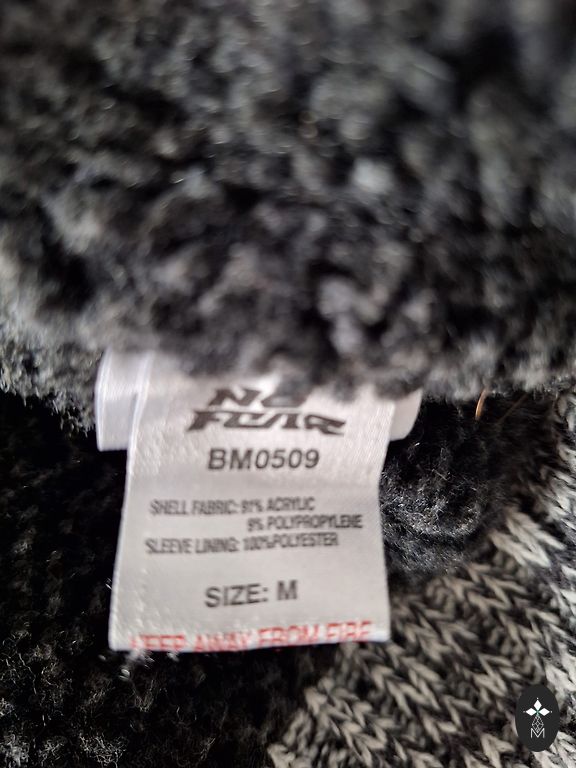 NO
FEAR
BM0509
SHELL FABRIC: 91% ACRYLIC
9% POLYPROPYLENE
SLEEVE LINING: 100%POLYESTER
SIZE: M
KEEP AWAY FROM FIRE
M